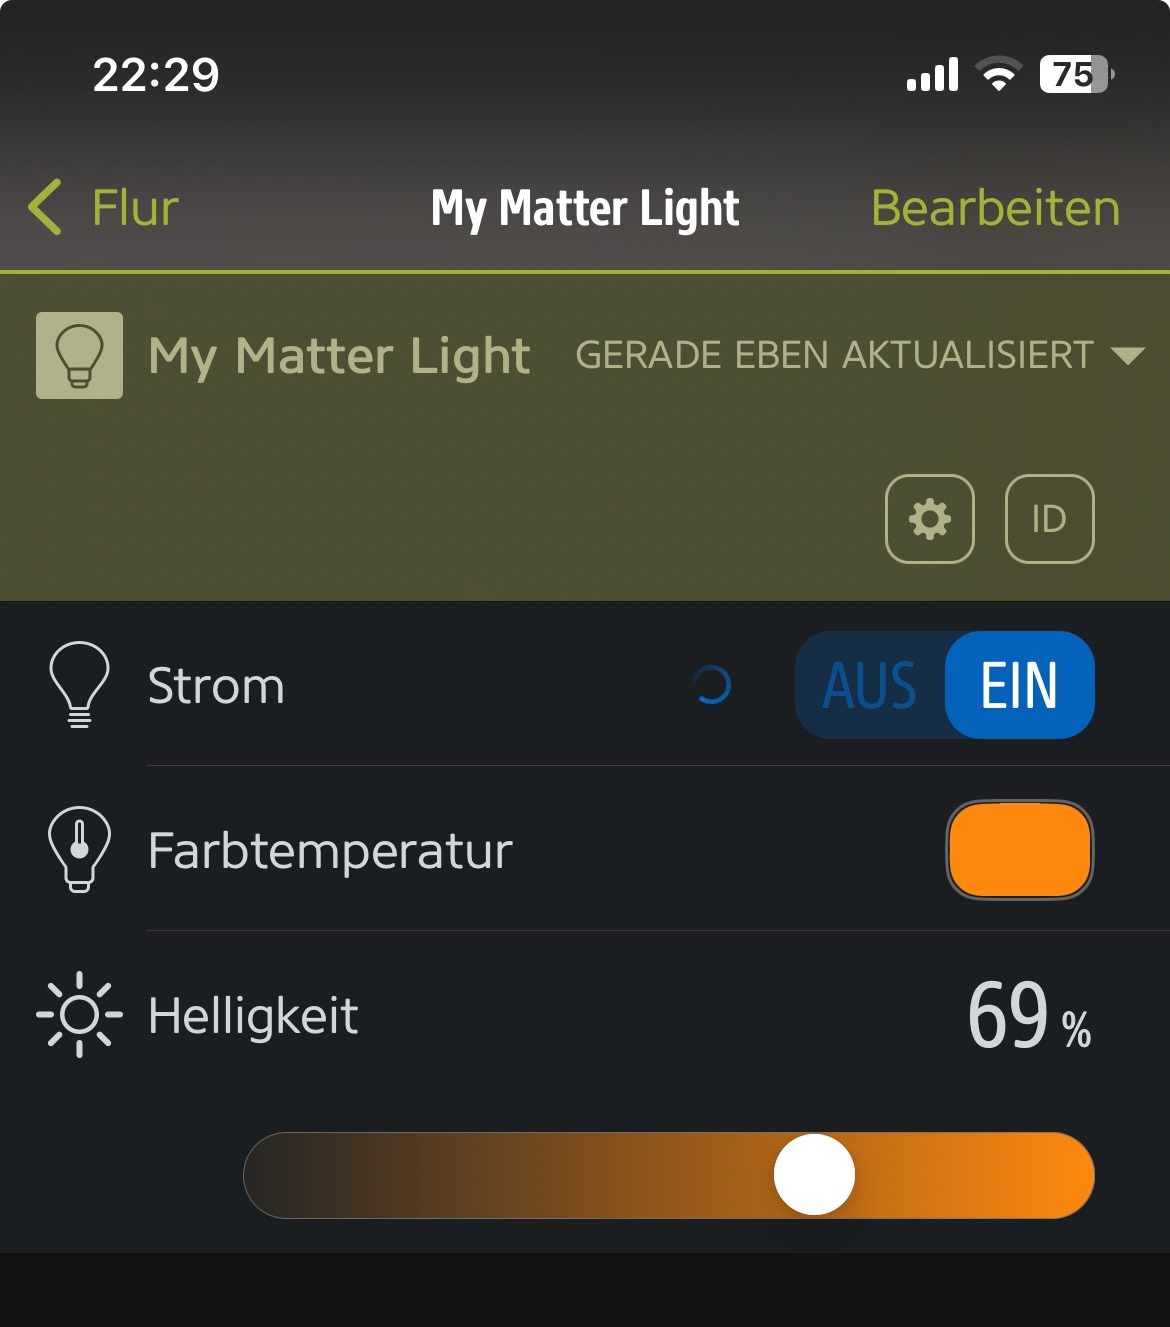 22:29 75
Flur My Matter Light Bearbeiten
My Matter Light GERADE EBEN AKTUALISIERT
ID
Strom AUS EIN
Farbtemperatur
Helligkeit 69 %